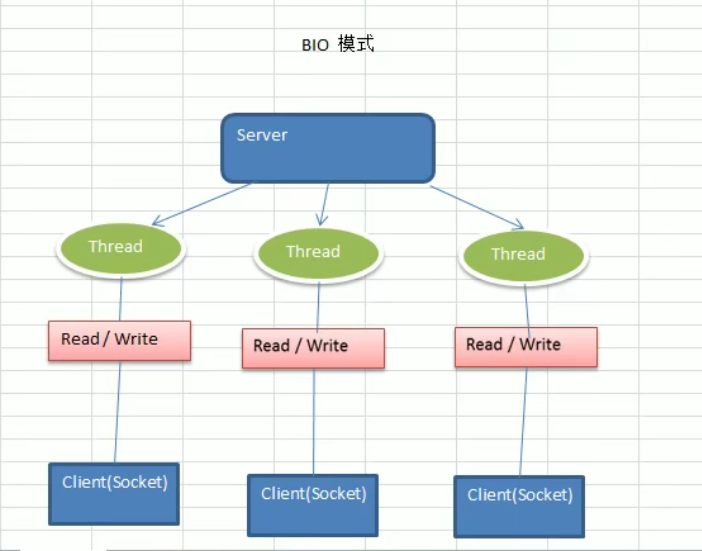 BIO 模式
Server
Thread
Thread
Thread
Read / Write
Read / Write
Read / Write
Client(Socket)
Client(Socket)
Client(Socket)